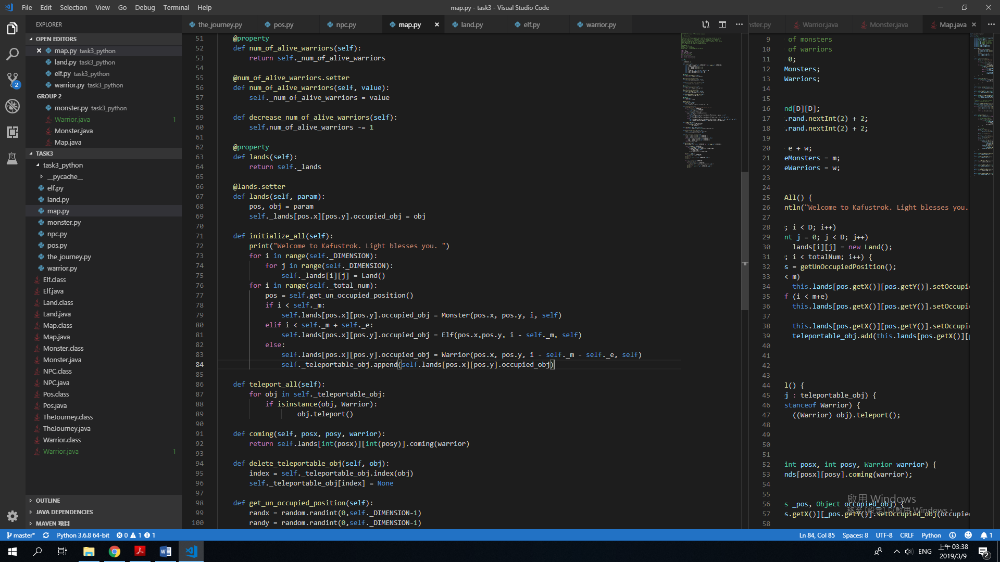 File Edit Selection View Go Debug Terminal Help
map.py - task3 - Visual Studio Code
EXPLORER
OPEN EDITORS
map.py task3_python
land.py task3_python
elf.py task3_python
warrior.py task3_python
GROUP 2
monster.py task3_python
Warrior.java 1
Monster.java
Map.java
TASK3
task3_python
__pycache__
elf.py
land.py
map.py
monster.py
npc.py
pos.py
the_journey.py
warrior.py
Elf.class
Elf.java
Land.class
Land.java
Map.class
Map.java
Monster.class
Monster.java
NPC.class
NPC.java
Pos.class
Pos.java
TheJourney.class
TheJourney.java
Warrior.class
Warrior.java 1
OUTLINE
JAVA DEPENDENCIES
MAVEN 项目
2
the_journey.py pos.py npc.py map.py land.py elf.py warrior.py
51 @property
52 def num_of_alive_warriors(self):
53 return self._num_of_alive_warriors
54
55 @num_of_alive_warriors.setter
56 def num_of_alive_warriors(self, value):
57 self._num_of_alive_warriors = value
58
59 def decrease_num_of_alive_warriors(self):
60 self.num_of_alive_warriors -= 1
61
62 @property
63 def lands(self):
64 return self._lands
65
66 @lands.setter
67 def lands(self, param):
68 pos, obj = param
69 self._lands[pos.x][pos.y].occupied_obj = obj
70
71 def initialize_all(self):
72 print("Welcome to Kafustrok. Light blesses you. ")
73 for i in range(self._DIMENSION):
74 for j in range(self._DIMENSION):
75 self._lands[i][j] = Land()
76 for i in range(self._total_num):
77 pos = self.get_un_occupied_position()
78 if i < self._m:
79 self.lands[pos.x][pos.y].occupied_obj = Monster(pos.x, pos.y, i, self)
80 elif i < self._m + self._e:
81 self.lands[pos.x][pos.y].occupied_obj = Elf(pos.x,pos.y, i - self._m, self)
82 else:
83 self.lands[pos.x][pos.y].occupied_obj = Warrior(pos.x, pos.y, i - self._m - self._e, self)
84 self._teleportable_obj.append(self.lands[pos.x][pos.y].occupied_obj)
85
86 def teleport_all(self):
87 for obj in self._teleportable_obj:
88 if isinstance(obj, Warrior):
89 obj.teleport()
90
91 def coming(self, posx, posy, warrior):
92 return self.lands[int(posx)][int(posy)].coming(warrior)
93
94 def delete_teleportable_obj(self, obj):
95 index = self._teleportable_obj.index(obj)
96 self._teleportable_obj[index] = None
97
98 def get_un_occupied_position(self):
99 randx = random.randint(0,self._DIMENSION-1)
100 randy = random.randint(0,self._DIMENSION-1)
nster.py Warrior.java Monster.java Map.java
9 of monsters
10 of warriors
11 0;
12 Monsters;
13 Warriors;
14
15
16 nd[D][D];
17 .rand.nextInt(2) + 2;
18 .rand.nextInt(2) + 2;
19
20 e + w;
21 eMonsters = m;
22 eWarriors = w;
23
24
25 All() {
26 ntln("Welcome to Kafustrok. Light blesses you.
27
28 ; i < D; i++)
29 nt j = 0; j < D; j++)
30 lands[i][j] = new Land();
31 ; i < totalNum; i++) {
32 s = getUnOccupiedPosition();
33 < m)
34 this.lands[pos.getX()][pos.getY()].setOccupi
35 f (i < m+e)
36 this.lands[pos.getX()][pos.getY()].setOccupi
37
38 this.lands[pos.getX()][pos.getY()].setOccupi
39 teleportable_obj.add(this.lands[pos.getX()][
40
41
42
43
44 l() {
45 j : teleportable_obj) {
46 stanceof Warrior) {
47 ((Warrior) obj).teleport();
48
49
50
51
52 int posx, int posy, Warrior warrior) {
53 nds[posx][posy].coming(warrior);
54
55
56 s _pos, Object occupied_obj) {
57 s.getX()][_pos.getY()].setOccupied_obj(occupie
58
啟用 Windows
移至 [設定] 以啟用 Windows。
master* Python 3.6.8 64-bit 0 1 1
Ln 84, Col 85 Spaces: 8 UTF-8 CRLF Python 1
ENG
上午 03:38
2019/3/9
2